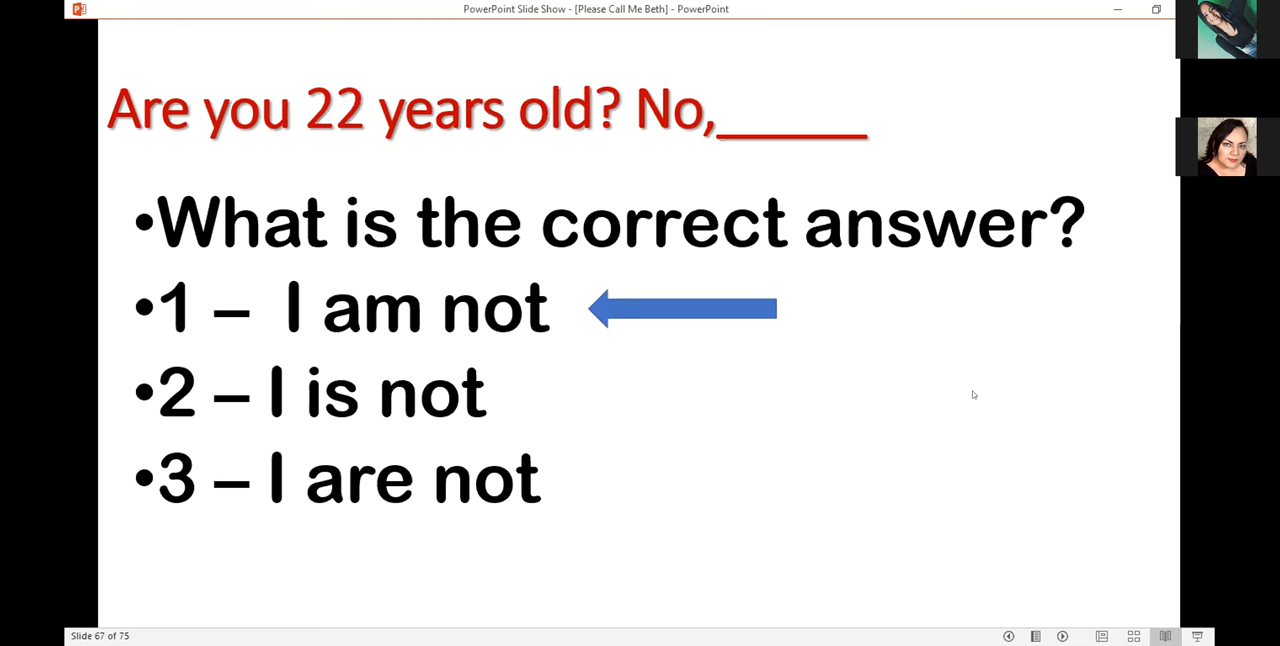 PowerPoint Slide Show - [Please Call Me Beth] - PowerPoint
Are you 22 years old? No,______
•What is the correct answer?
•1 – I am not
•2 – I is not
•3 – I are not
Slide 67 of 75